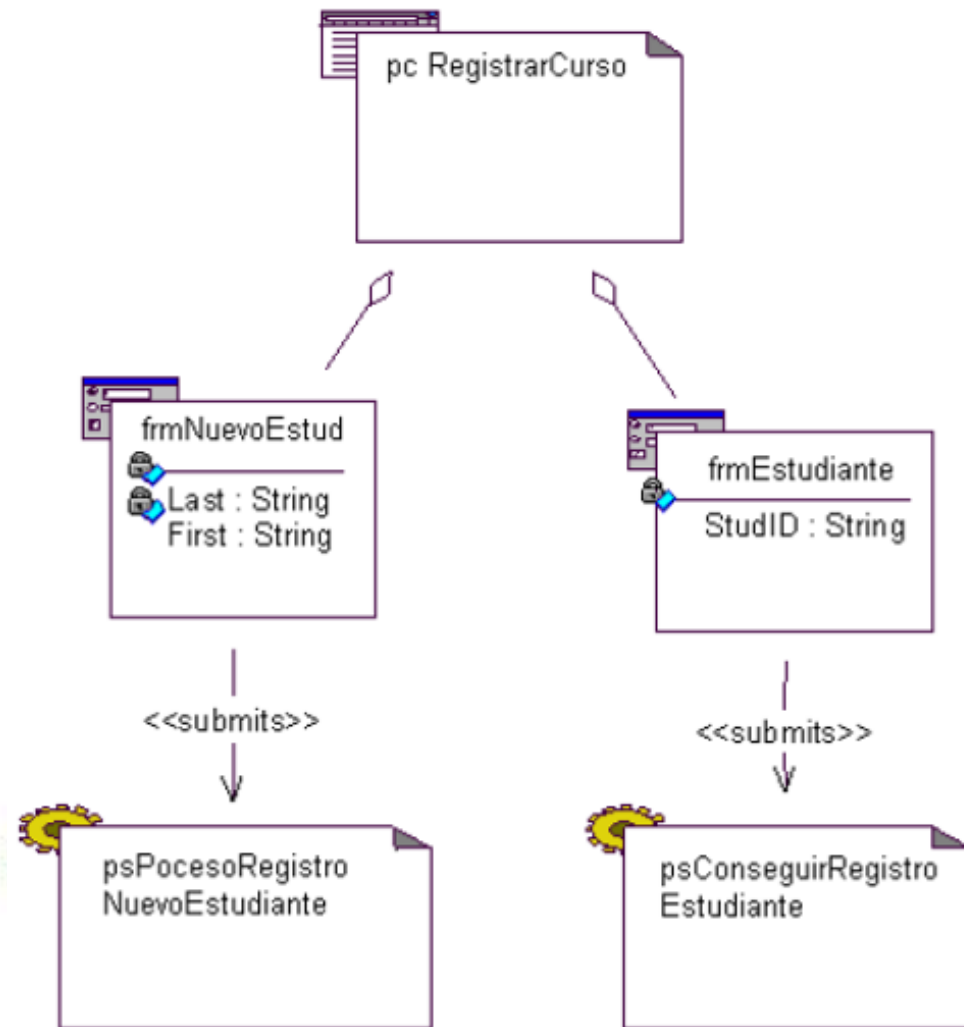 pc RegistrarCurso
frmNuevoEstud
Last : String
First : String
frmEstudiante
StudID : String
<<submits>>
<<submits>>
psPocesoRegistro
NuevoEstudiante
psConseguirRegistro
Estudiante